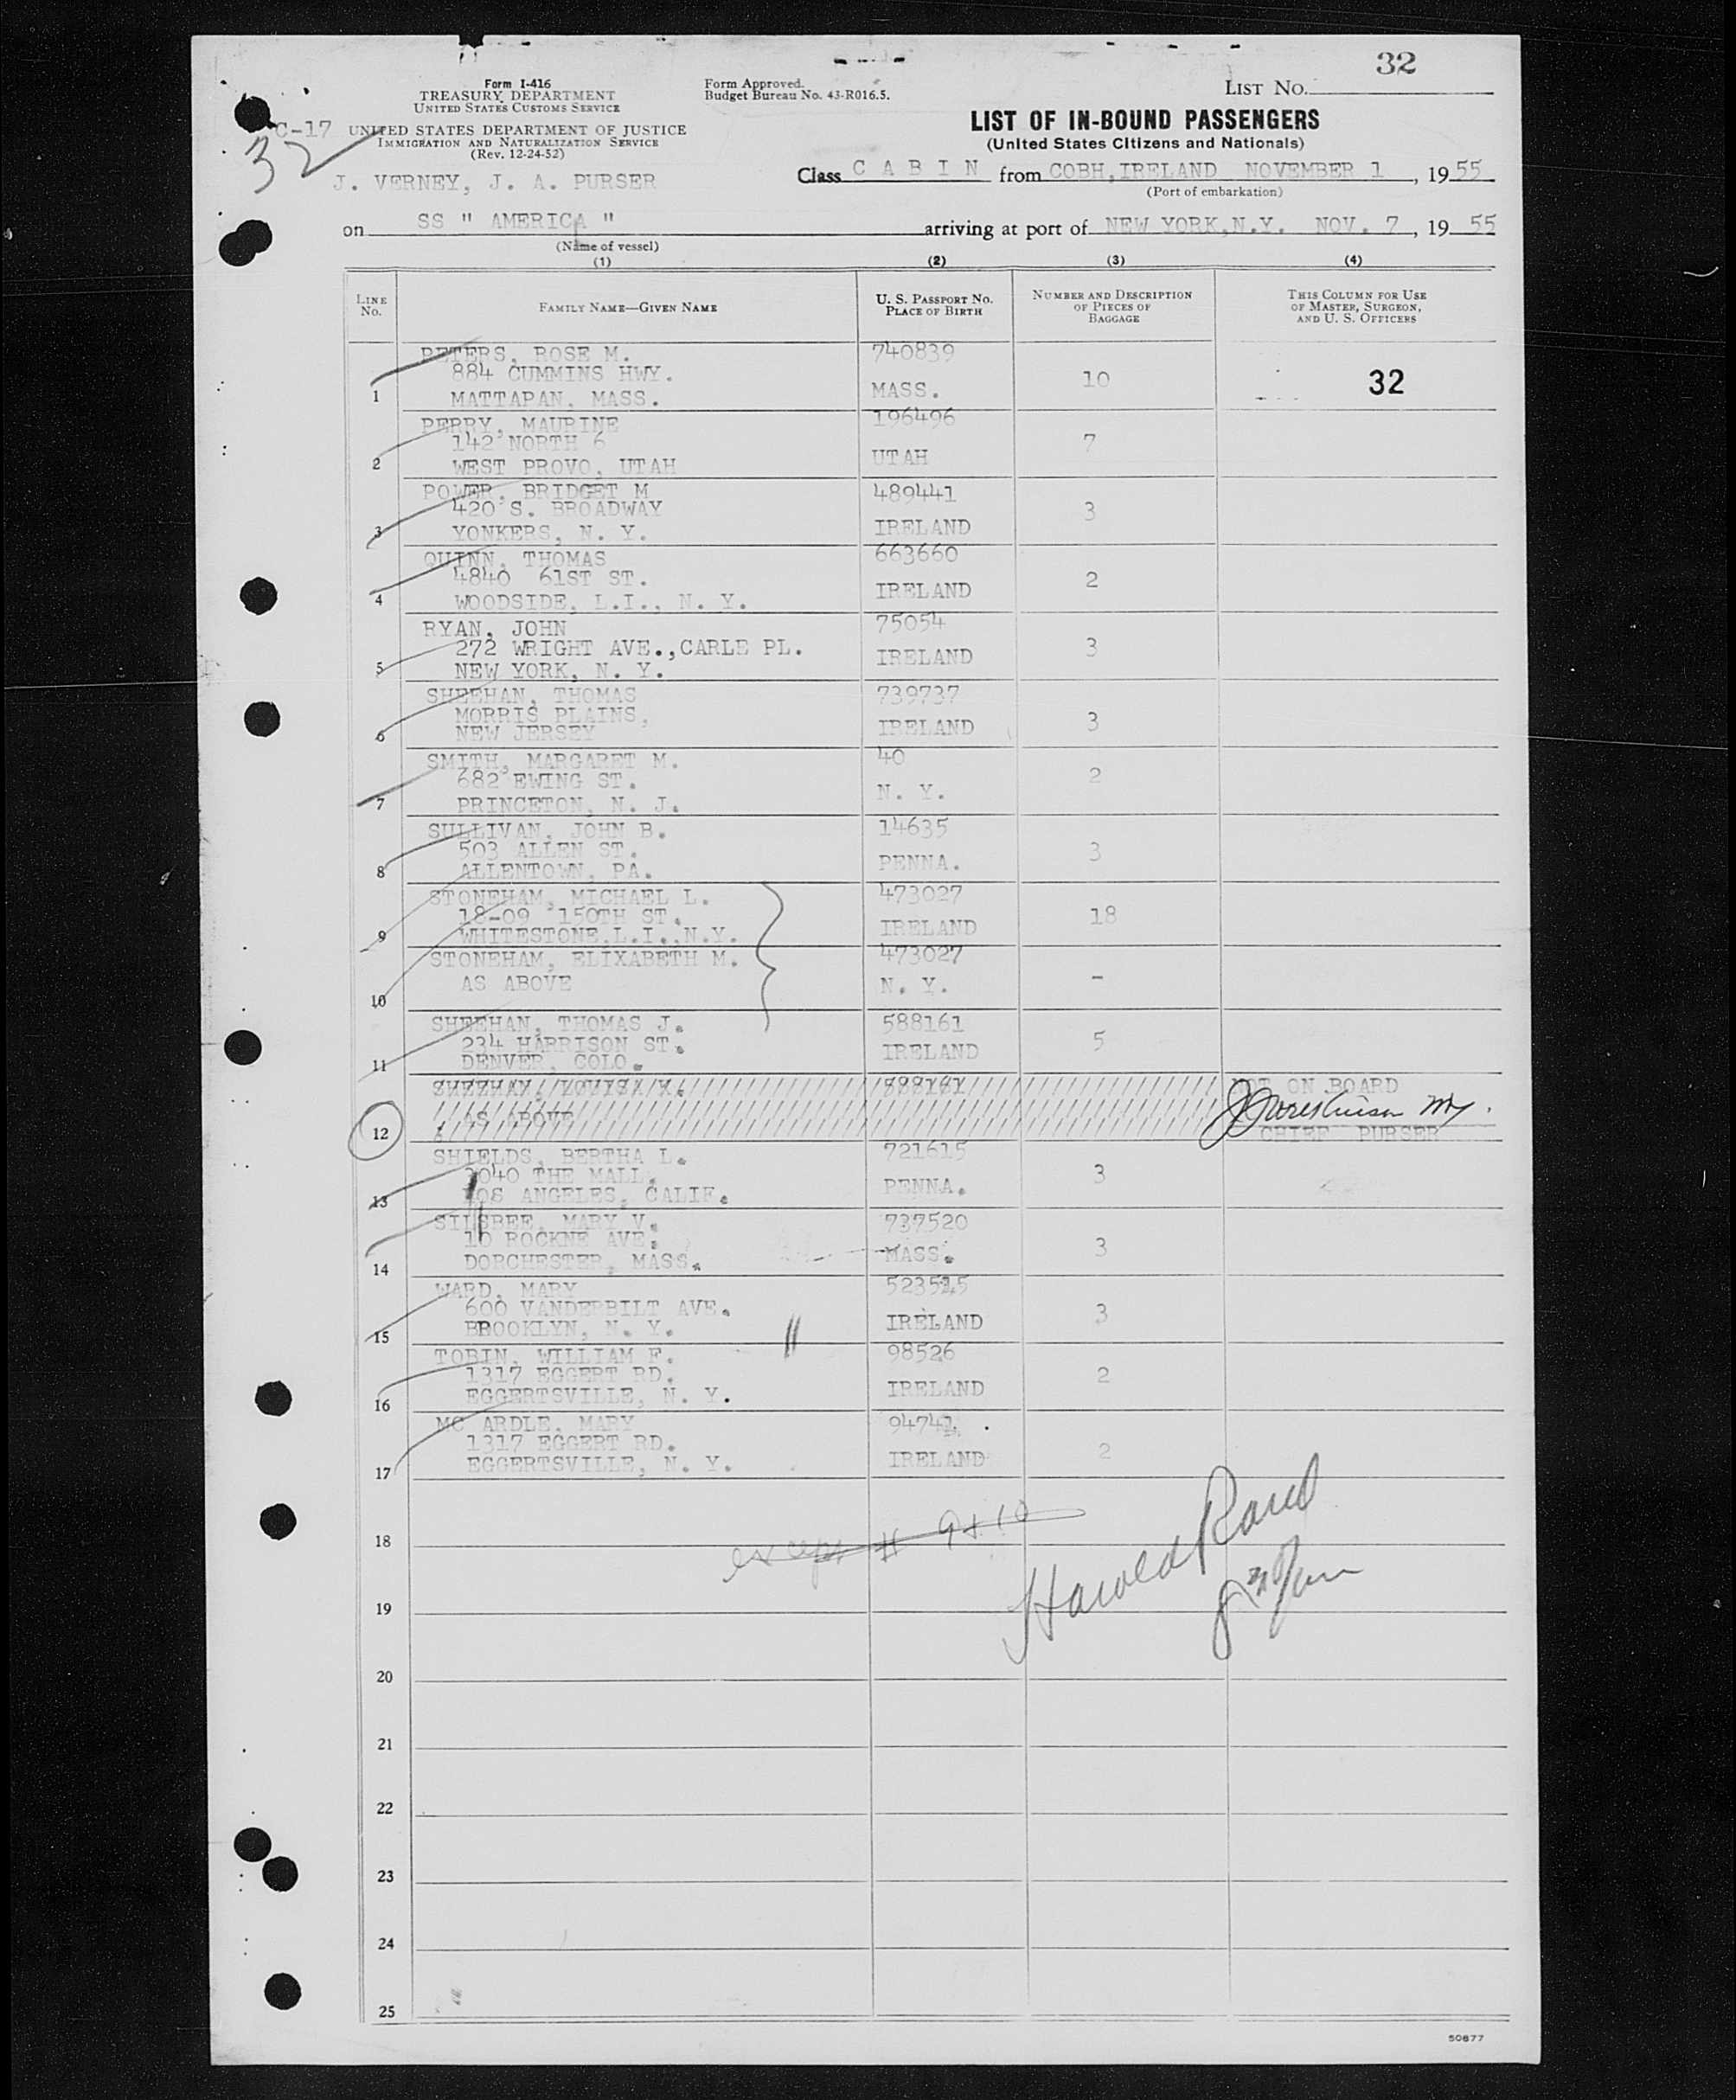 32
Form I-416
TREASURY DEPARTMENT
UNITED STATES CUSTOMS SERVICE
Form Approved.
Budget Bureau No. 43-R016.5.
LIST NO.
C-17
32
UNITED STATES DEPARTMENT OF JUSTICE
IMMIGRATION AND NATURALIZATION SERVICE
(Rev. 12-24-52)
LIST OF IN-BOUND PASSENGERS
(United States Citizens and Nationals)
J. VERNEY, J. A. PURSER
Class C A B I N from COBH, IRELAND NOVEMBER 1, 1955
(Port of embarkation)
on SS " AMERICA " arriving at port of NEW YORK, N.Y. NOV. 7, 1955
(Name of vessel)
(1) (2) (3) (4)
LINE NO.
FAMILY NAME—GIVEN NAME
U. S. PASSPORT NO.
PLACE OF BIRTH
NUMBER AND DESCRIPTION
OF PIECES OF
BAGGAGE
THIS COLUMN FOR USE
OF MASTER, SURGEON,
AND U. S. OFFICERS
PETERS, ROSE M. 740839
884 CUMMINS HWY. 10 32
1 MATTAPAN, MASS. MASS.
PERRY, MAURINE 196496
142 NORTH 6 7
2 WEST PROVO, UTAH UTAH
POWER, BRIDGET M 489441
420 S. BROADWAY 3
3 YONKERS, N. Y. IRELAND
QUINN, THOMAS 663660
4840 61ST ST. 2
4 WOODSIDE, L.I., N. Y. IRELAND
RYAN, JOHN 75054
272 WRIGHT AVE.,CARLE PL. 3
5 NEW YORK, N. Y. IRELAND
SHEEHAN, THOMAS 739737
MORRIS PLAINS, 3
6 NEW JERSEY IRELAND
SMITH, MARGARET M. 40
682 EWING ST. 2
7 PRINCETON, N. J. N. Y.
SULLIVAN, JOHN B. 14635
503 ALLEN ST. 3
8 ALLENTOWN, PA. PENNA.
STONEHAM, MICHAEL L. 473027
18-09 150TH ST. 18
9 WHITESTONE,L.I.,N.Y. IRELAND
STONEHAM, ELIXABETH M. 473027
AS ABOVE N. Y. -
10
SHEEHAN, THOMAS J. 588161
234 HARRISON ST. 5
11 DENVER, COLO. IRELAND
SHEEHAN, LOUISA K. 588161 NOT ON BOARD
12 AS ABOVE
CHIEF PURSER
SHIELDS, BERTHA L. 721615
040 THE MALL, 3
13 LOS ANGELES, CALIF. PENNA.
SILSBEE, MARY V. 737520
10 ROCKNE AVE. 3
14 DORCHESTER, MASS. MASS.
WARD, MARY 523515
600 VANDERBILT AVE. 3
15 BROOKLYN, N. Y. IRELAND
TOBIN, WILLIAM F. 98526
1317 EGGERT RD. 2
16 EGGERTSVILLE, N. Y. IRELAND
MC ARDLE, MARY 94741
1317 EGGERT RD. 2
17 EGGERTSVILLE, N. Y. IRELAND
18 except # 9+10
Harold Rand
19
20
21
22
23
24
25
50877